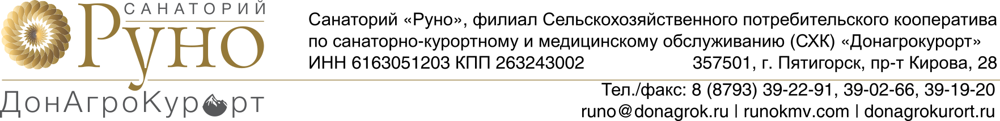 САНАТОРИЙ
Руно
ДонАгроКурорт
Санаторий «Руно», филиал Сельскохозяйственного потребительского кооператива
по санаторно-курортному и медицинскому обслуживанию (СХК) «Донагрокурорт»
ИНН 6163051203 КПП 263243002 357501, г. Пятигорск, пр-т Кирова, 28
Тел./факс: 8 (8793) 39-22-91, 39-02-66, 39-19-20
runo@donagrok.ru | runokmv.com | donagrokurort.ru